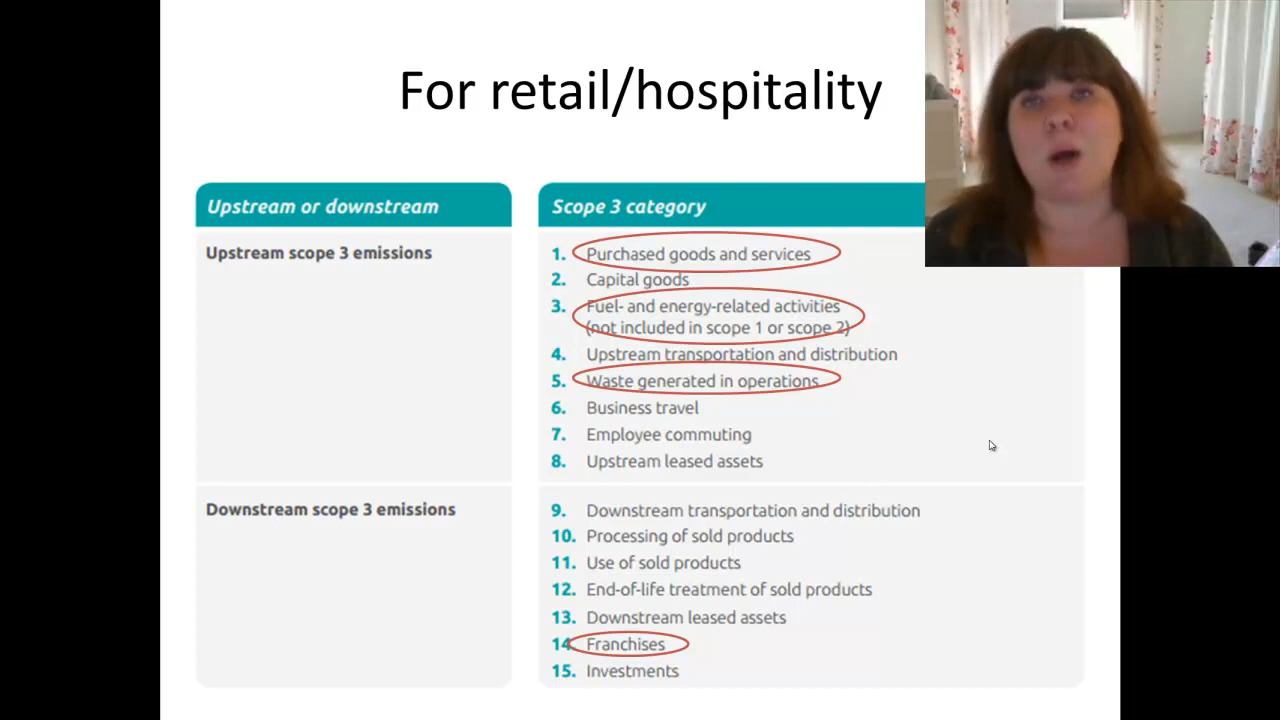 For retail/hospitality
Upstream or downstream
Scope 3 category
Upstream scope 3 emissions
1. Purchased goods and services
2. Capital goods
3. Fuel- and energy-related activities
(not included in scope 1 or scope 2)
4. Upstream transportation and distribution
5. Waste generated in operations
6. Business travel
7. Employee commuting
8. Upstream leased assets
Downstream scope 3 emissions
9. Downstream transportation and distribution
10. Processing of sold products
11. Use of sold products
12. End-of-life treatment of sold products
13. Downstream leased assets
14. Franchises
15. Investments